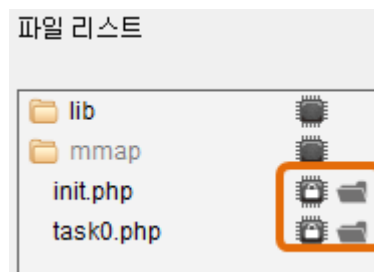 파일 리스트
lib
mmap
init.php
task0.php